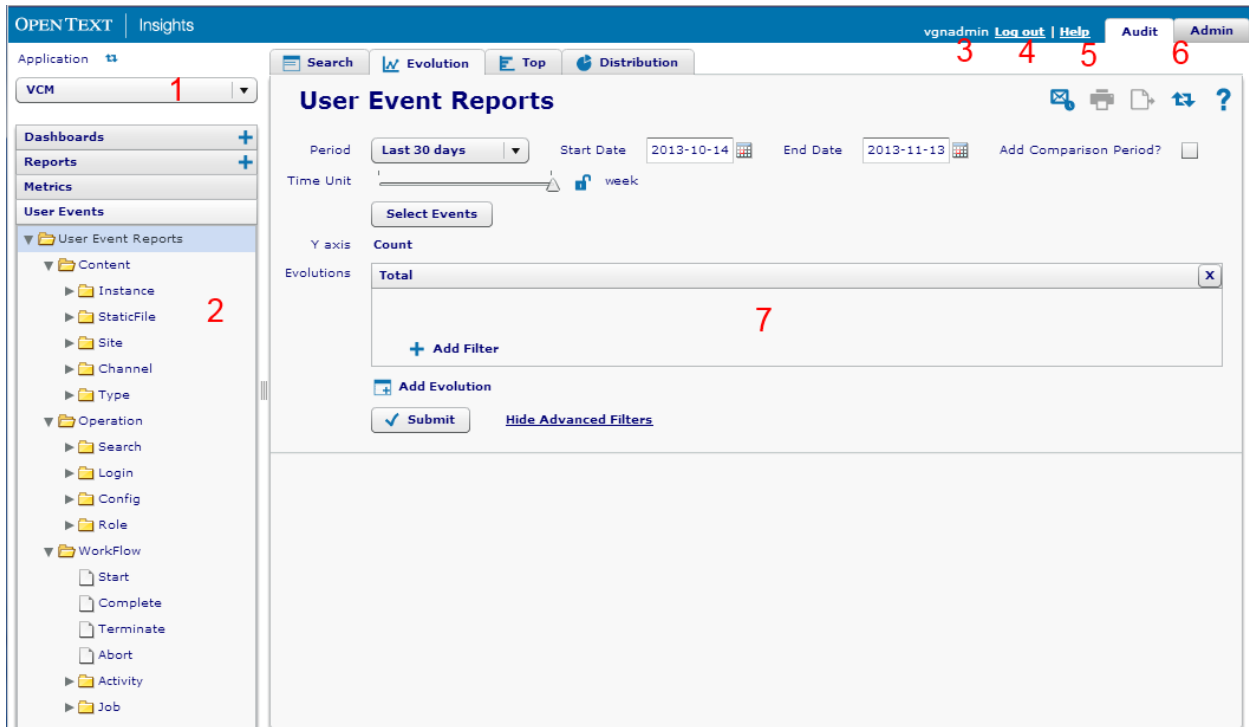 OPENTEXT | Insights
vgnadmin Log out | Help Audit Admin
3 4 5 6
Application
VCM 1
Search Evolution Top Distribution
User Event Reports
?
Dashboards
Reports
Metrics
User Events
User Event Reports
Content
Instance
StaticFile 2
Site
Channel
Type
Operation
Search
Login
Config
Role
WorkFlow
Start
Complete
Terminate
Abort
Activity
Job
Period Last 30 days Start Date 2013-10-14 End Date 2013-11-13 Add Comparison Period?
Time Unit week
Select Events
Y axis Count
Evolutions Total X
7
Add Filter
Add Evolution
Submit Hide Advanced Filters